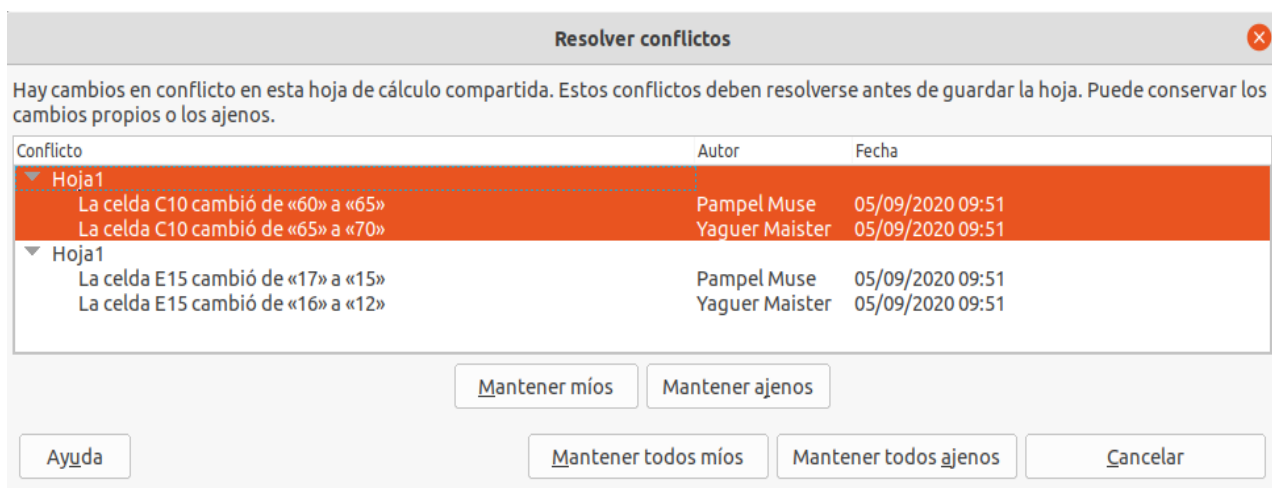 Resolver conflictos
Hay cambios en conflicto en esta hoja de cálculo compartida. Estos conflictos deben resolverse antes de guardar la hoja. Puede conservar los
cambios propios o los ajenos.
Conflicto Autor Fecha
Hoja1
La celda C10 cambió de «60» a «65» Pampel Muse 05/09/2020 09:51
La celda C10 cambió de «65» a «70» Yaguer Maister 05/09/2020 09:51
Hoja1
La celda E15 cambió de «17» a «15» Pampel Muse 05/09/2020 09:51
La celda E15 cambió de «16» a «12» Yaguer Maister 05/09/2020 09:51
Mantener míos Mantener ajenos
Ayuda Mantener todos míos Mantener todos ajenos Cancelar